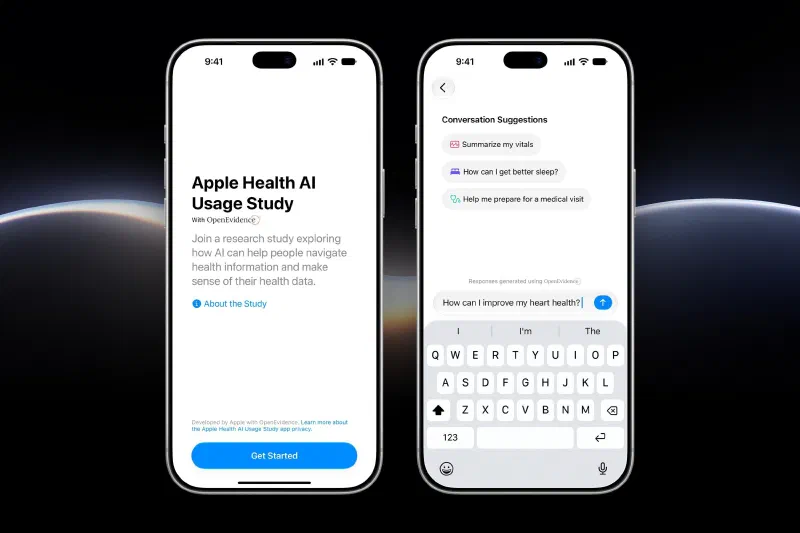 9:41
Apple Health AI
Usage Study
With OpenEvidence
Join a research study exploring
how AI can help people navigate
health information and make
sense of their health data.
About the Study
Developed by Apple with OpenEvidence. Learn more about
the Apple Health AI Usage Study app privacy.
Get Started
9:41
Conversation Suggestions
Summarize my vitals
How can I get better sleep?
Help me prepare for a medical visit
Responses generated using OpenEvidence
How can I improve my heart health?
I I'm The
Q W E R T Y U I O P
A S D F G H J K L
Z X C V B N M
123